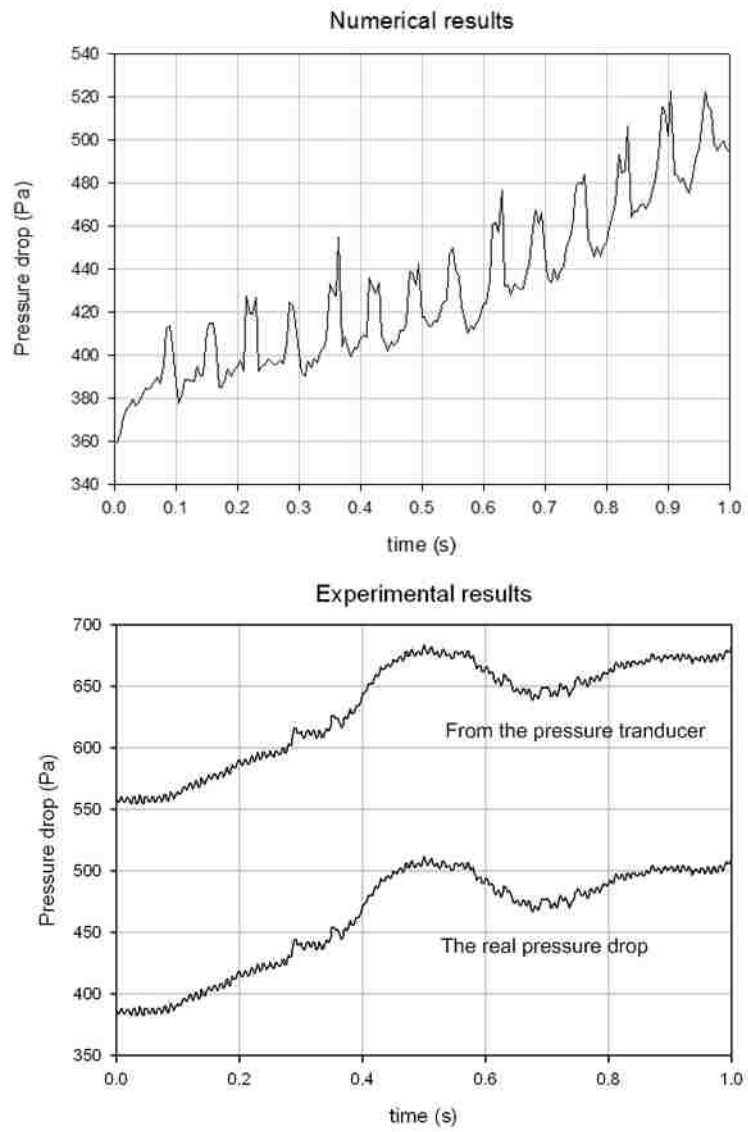 Numerical results
540
520
500
480
460
440
420
400
380
360
340
Pressure drop (Pa)
0.0 0.1 0.2 0.3 0.4 0.5 0.6 0.7 0.8 0.9 1.0
time (s)
Experimental results
700
650
600
550
500
450
400
350
Pressure drop (Pa)
From the pressure tranducer
The real pressure drop
0.0 0.2 0.4 0.6 0.8 1.0
time (s)